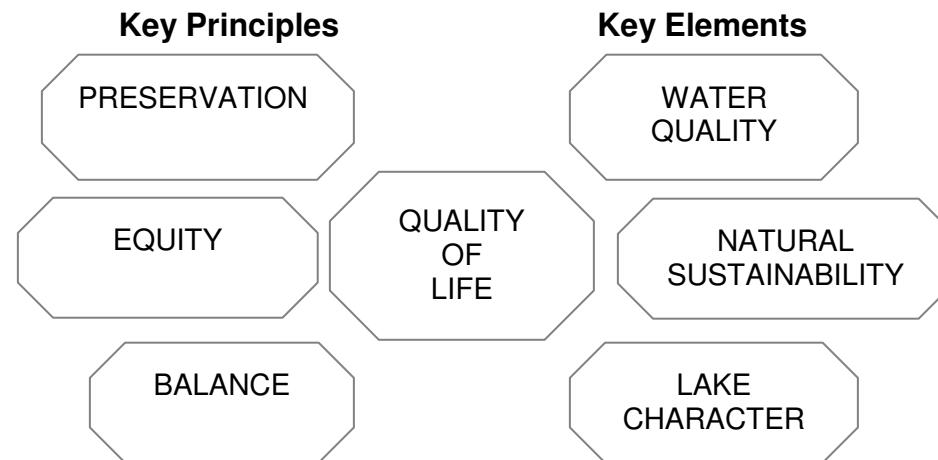 Key Principles
Key Elements
PRESERVATION
WATER
QUALITY
EQUITY
QUALITY
OF
LIFE
NATURAL
SUSTAINABILITY
BALANCE
LAKE
CHARACTER